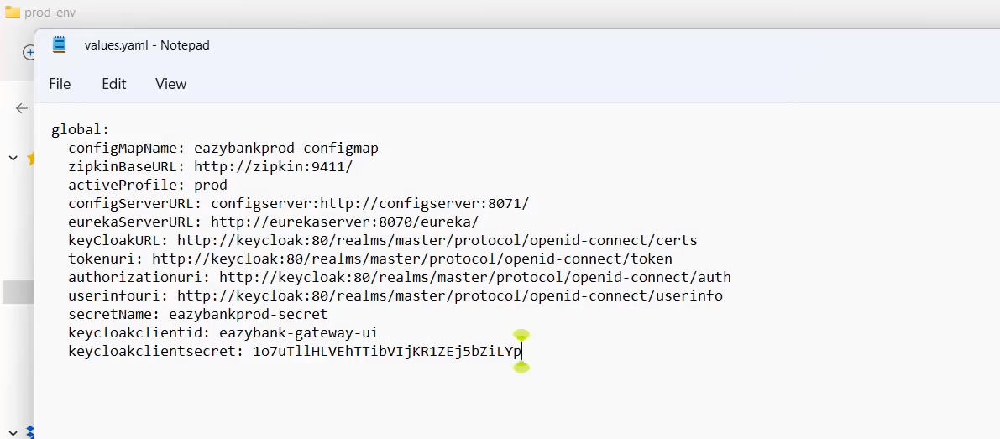 prod-env
values.yaml - Notepad
File Edit View
global:
configMapName: eazybankprod-configmap
zipkinBaseURL: http://zipkin:9411/
activeProfile: prod
configServerURL: configserver:http://configserver:8071/
eurekaServerURL: http://eurekaserver:8070/eureka/
keyCloakURL: http://keycloak:80/realms/master/protocol/openid-connect/certs
tokenuri: http://keycloak:80/realms/master/protocol/openid-connect/token
authorizationuri: http://keycloak:80/realms/master/protocol/openid-connect/auth
userinfouri: http://keycloak:80/realms/master/protocol/openid-connect/userinfo
secretName: eazybankprod-secret
keycloakclientid: eazybank-gateway-ui
keycloakclientsecret: 1o7uTllHLVEhTTibVIjKR1ZEj5bZiLYp